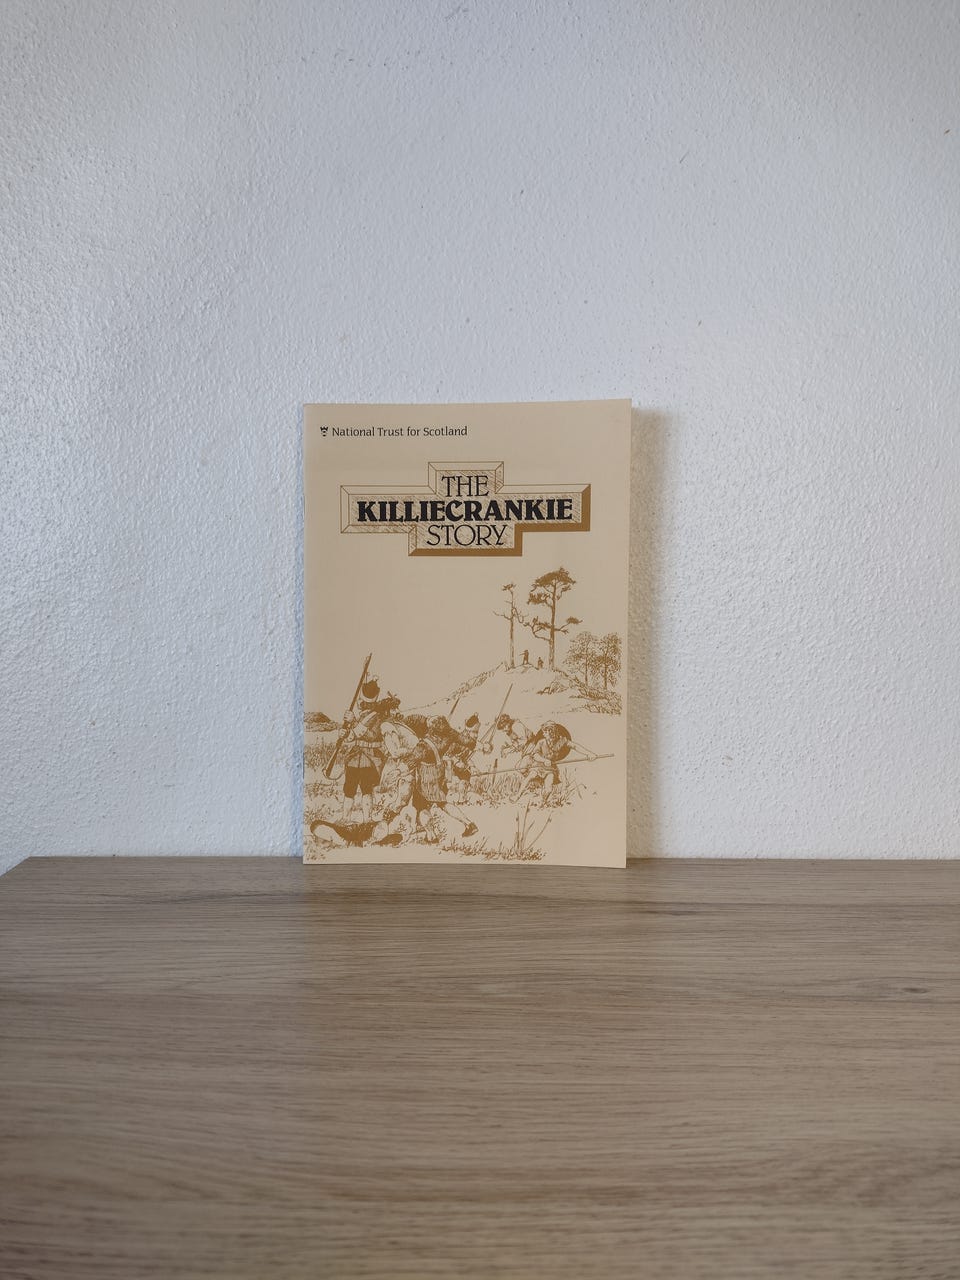 National Trust for Scotland
THE
KILLIECRANKIE
STORY